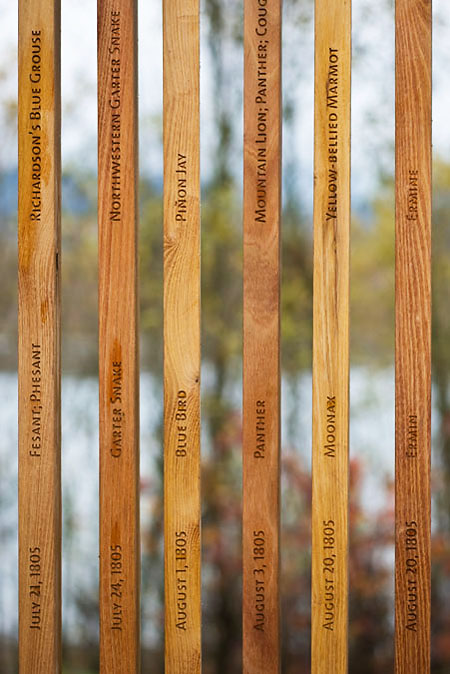 July 21, 1805 Fesant; Phesant Richardson's Blue Grouse
July 24, 1805 Garter Snake Northwestern Garter Snake
August 1, 1805 Blue Bird Piñon Jay
August 3, 1805 Panther Mountain Lion; Panther; Coug
August 20, 1805 Moonax Yellow-bellied Marmot
August 20, 1805 Ermin Ermine